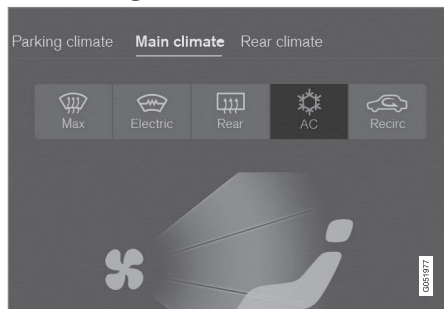 Parking climate Main climate Rear climate
Max Electric Rear AC Recirc
G051977